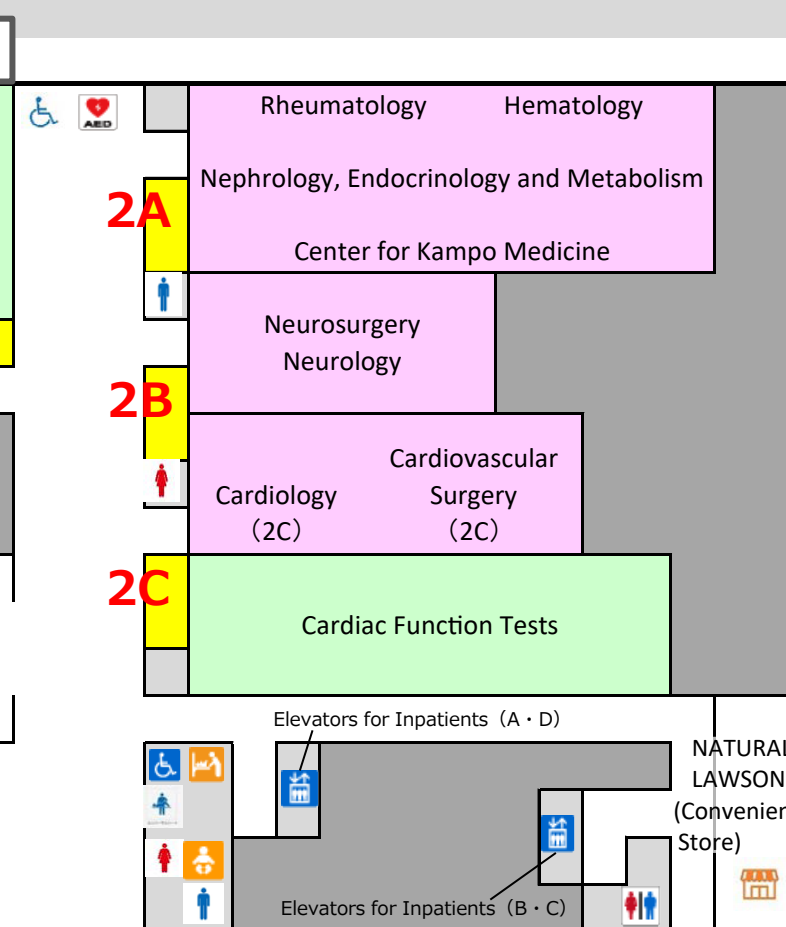 AED
Rheumatology
Hematology
2A
Nephrology, Endocrinology and Metabolism
Center for Kampo Medicine
Neurosurgery
Neurology
2B
Cardiovascular
Cardiology
Surgery
（2C）
（2C）
2C
Cardiac Function Tests
Elevators for Inpatients（A・D）
NATURAL
LAWSON
(Convenien
Store)
Elevators for Inpatients（B・C）